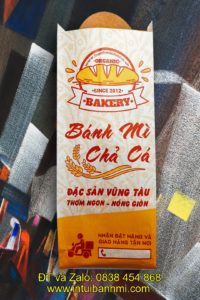 ORGANIC
SINCE 2012
BAKERY
Bánh Mì
Chả Cá
ĐẶC SẢN VŨNG TÀU
THƠM NGON - NÓNG GIÒN
NHẬN ĐẶT HÀNG VÀ
GIAO HÀNG TẬN NƠI
ĐT và Zalo: 0838 454 868
www.intuibanhmi.com